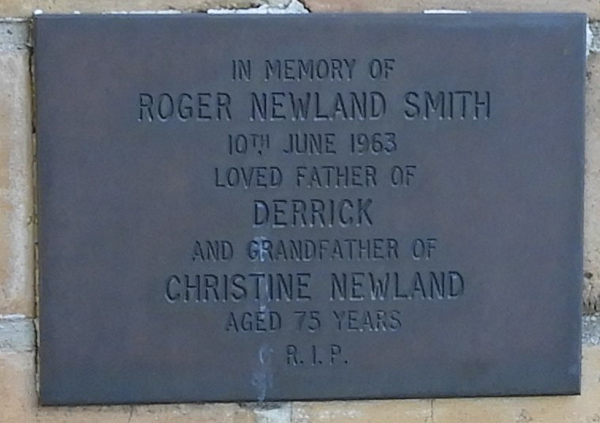 IN MEMORY OF
ROGER NEWLAND SMITH
10TH JUNE 1963
LOVED FATHER OF
DERRICK
AND GRANDFATHER OF
CHRISTINE NEWLAND
AGED 75 YEARS
R.I.P.